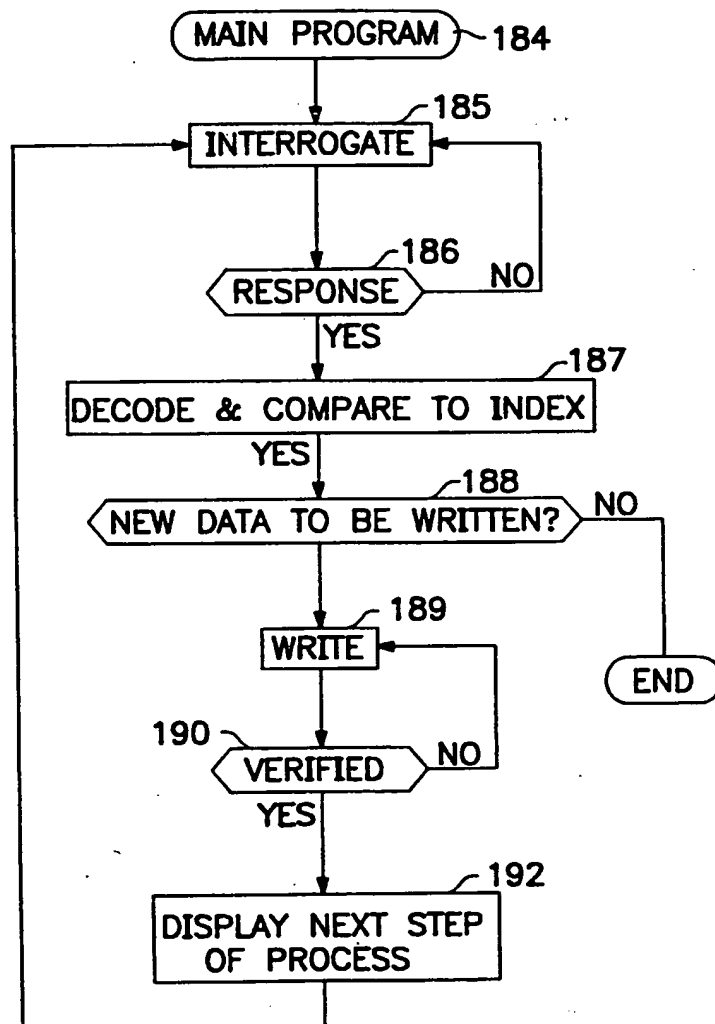 MAIN PROGRAM
184
185
INTERROGATE
186
RESPONSE
NO
YES
187
DECODE & COMPARE TO INDEX
YES
188
NEW DATA TO BE WRITTEN?
NO
189
WRITE
END
190
VERIFIED
NO
YES
192
DISPLAY NEXT STEP
OF PROCESS